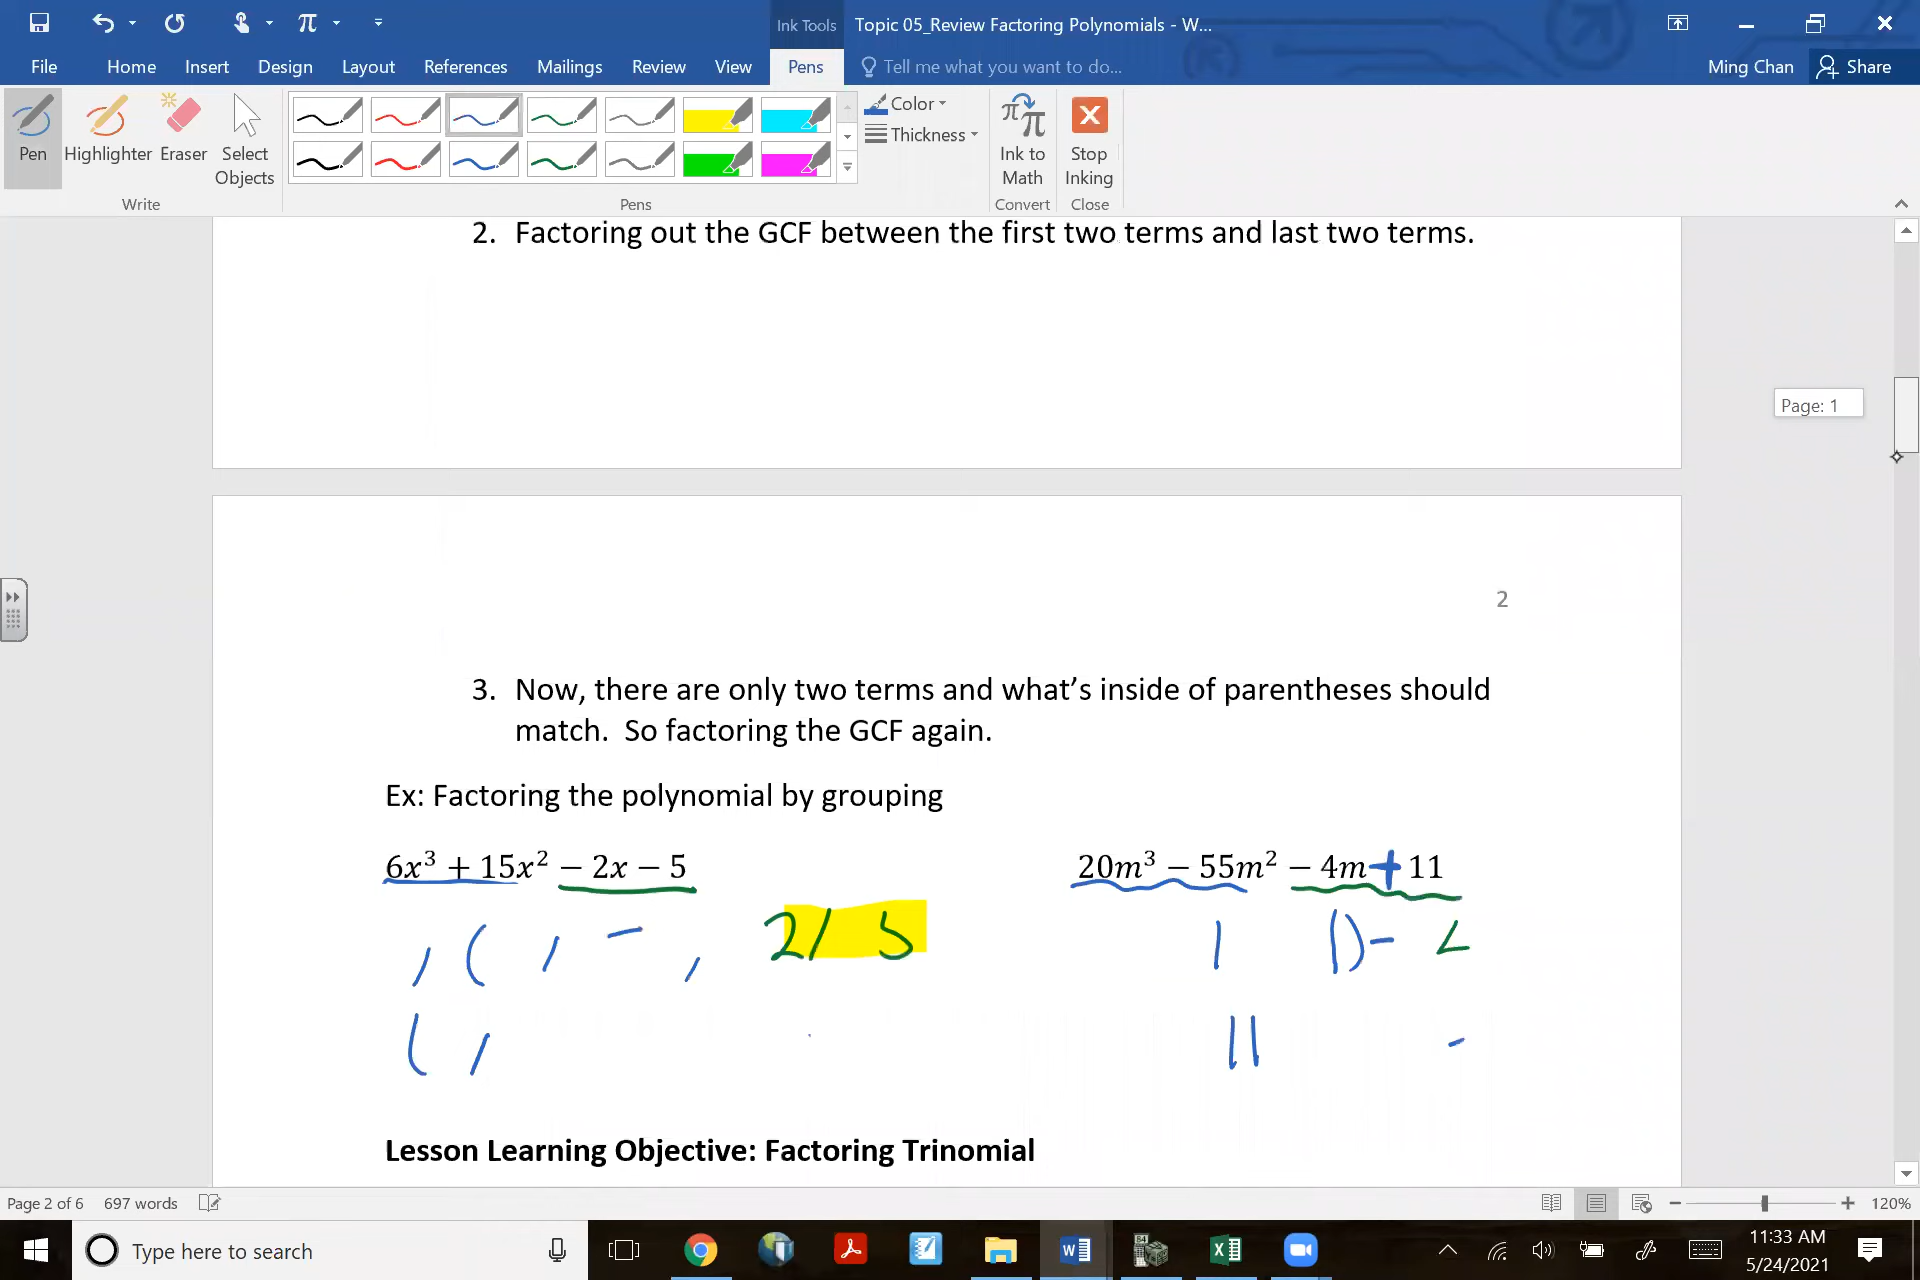 Ink Tools Topic 05_Review Factoring Polynomials - W...
File Home Insert Design Layout References Mailings Review View Pens Tell me what you want to do... Ming Chan Share
Color
Thickness
Pen Highlighter Eraser Select Objects Ink to Math Stop Inking
Write Pens Convert Close
2. Factoring out the GCF between the first two terms and last two terms.
Page: 1
2
3. Now, there are only two terms and what's inside of parentheses should
match. So factoring the GCF again.
Ex: Factoring the polynomial by grouping
6x³ + 15x² − 2x − 5 20m³ − 55m² − 4m + 11
Lesson Learning Objective: Factoring Trinomial
Page 2 of 6 697 words 120%
Type here to search
11:33 AM
5/24/2021